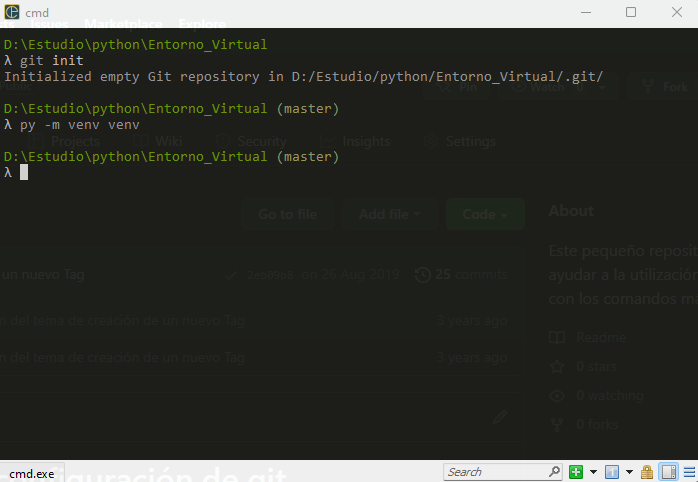 cmd
Issues Marketplace Explore
D:\Estudio\python\Entorno_Virtual
λ git init
Initialized empty Git repository in D:/Estudio/python/Entorno_Virtual/.git/
Public
Pin Watch 0 Fork
D:\Estudio\python\Entorno_Virtual (master)
λ py -m venv venv
Projects Wiki Security Insights Settings
D:\Estudio\python\Entorno_Virtual (master)
λ
Go to file Add file Code About
Este pequeño reposit
un nuevo Tag on 26 Aug 2019 25 commits
ayudar a la utilización
con los comandos má
n del tema de creación de un nuevo Tag 3 years ago
Readme
n del tema de creación de un nuevo Tag 3 years ago
0 stars
0 watching
0 forks
figuración de git
cmd.exe Search